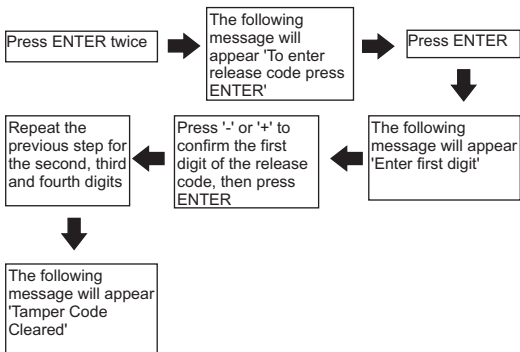 Press ENTER twice
The following
message will
appear 'To enter
release code press
ENTER'
Press ENTER
The following
message will appear
'Enter first digit'
Press '-' or '+' to
confirm the first
digit of the release
code, then press
ENTER
Repeat the
previous step for
the second, third
and fourth digits
The following
message will appear
'Tamper Code
Cleared'